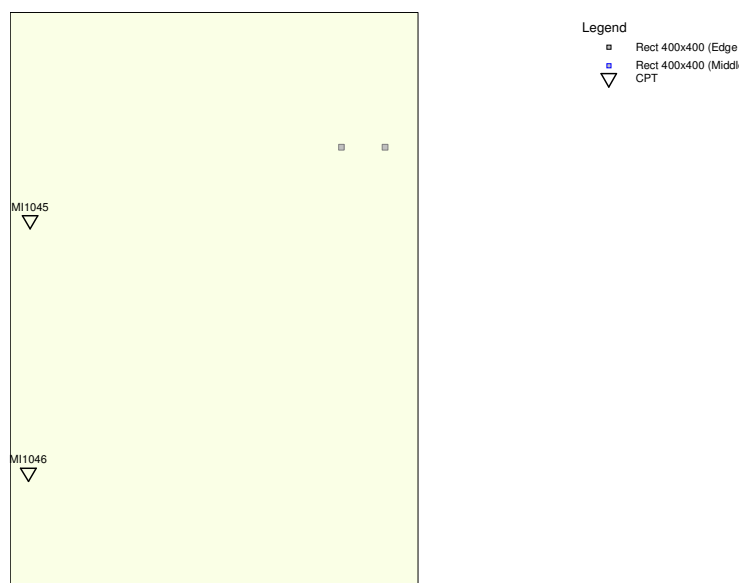 Legend
Rect 400x400 (Edge
Rect 400x400 (Middl
CPT
MI1045
MI1046